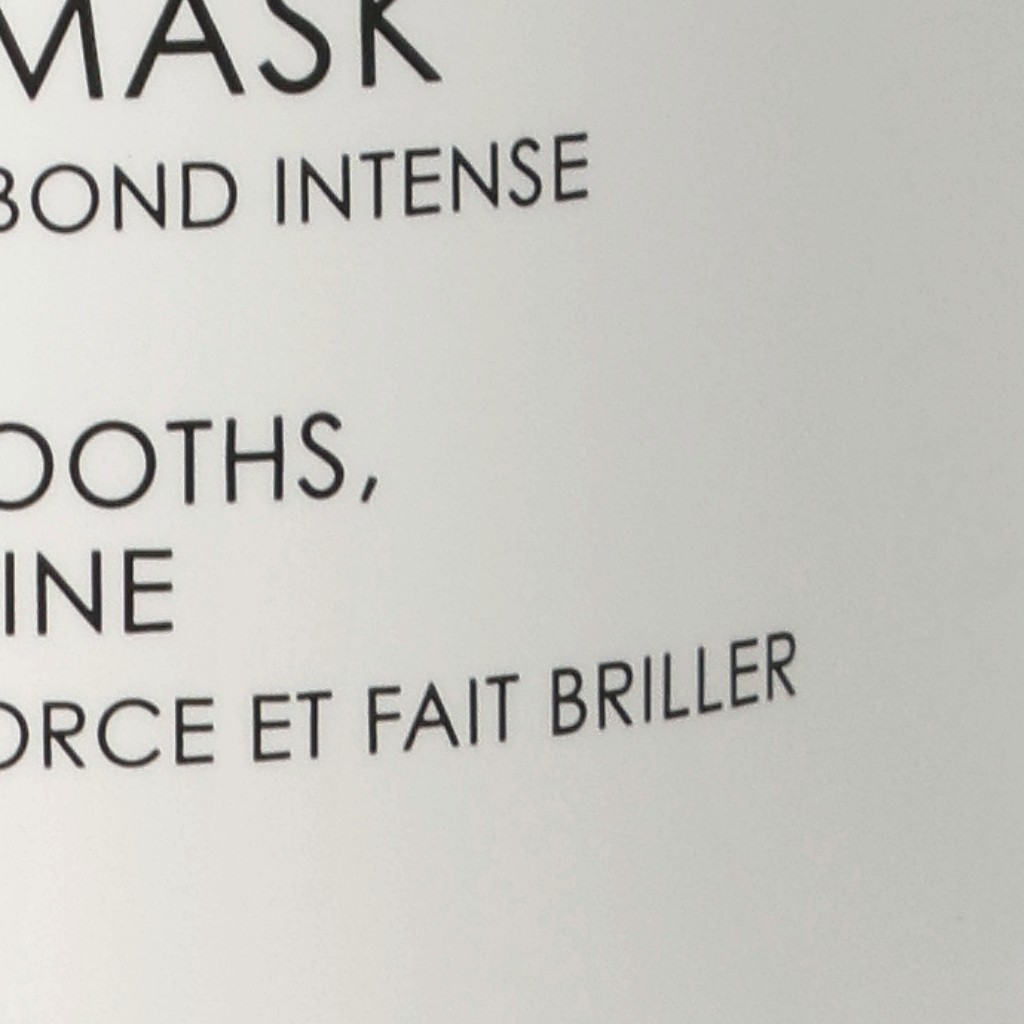 MASK
BOND INTENSE
OOTHS,
INE
ORCE ET FAIT BRILLER